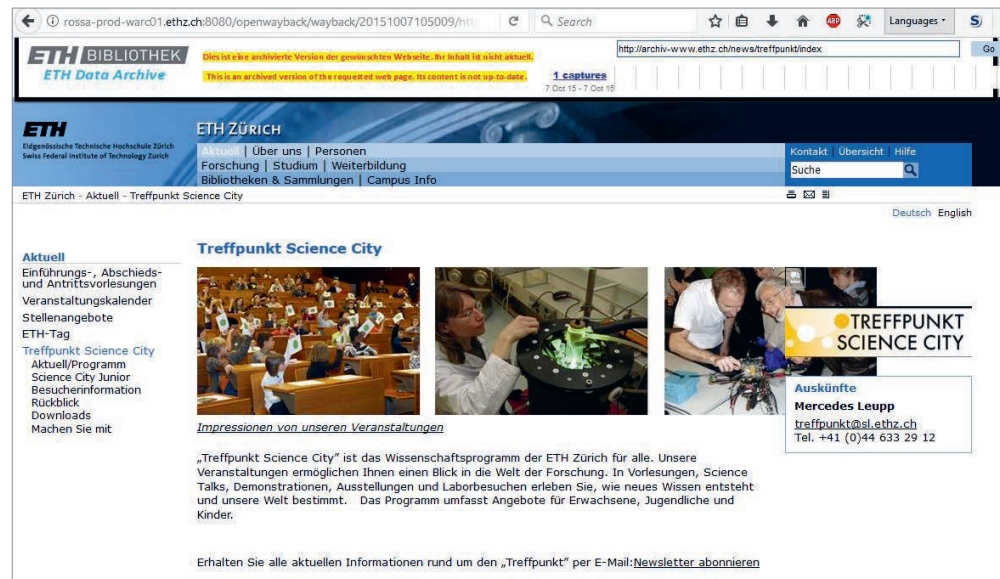 rossa-prod-warc01.ethz.ch:8080/openwayback/wayback/20151007105009/htt
Search
ABP
Languages
S
ETH BIBLIOTHEK
ETH Data Archive
Dies ist eine archivierte Version der gewünschten Webseite. Ihr Inhalt ist nicht aktuell.
This is an archived version of the requested web page. Its content is not up-to-date.
1 captures
7 Oct 15 - 7 Oct 15
http://archiv-www.ethz.ch/news/treffpunkt/index
Go
ETH
Eidgenössische Technische Hochschule Zürich
Swiss Federal Institute of Technology Zurich
ETH ZÜRICH
Aktuell | Über uns | Personen
Forschung | Studium | Weiterbildung
Bibliotheken & Sammlungen | Campus Info
Kontakt | Übersicht | Hilfe
Suche
ETH Zürich - Aktuell - Treffpunkt Science City
Deutsch English
Aktuell
Einführungs-, Abschieds-
und Antrittsvorlesungen
Veranstaltungskalender
Stellenangebote
ETH-Tag
Treffpunkt Science City
Aktuell/Programm
Science City Junior
Besucherinformation
Rückblick
Downloads
Machen Sie mit
Treffpunkt Science City
Impressionen von unseren Veranstaltungen
„Treffpunkt Science City" ist das Wissenschaftsprogramm der ETH Zürich für alle. Unsere
Veranstaltungen ermöglichen Ihnen einen Blick in die Welt der Forschung. In Vorlesungen, Science
Talks, Demonstrationen, Ausstellungen und Laborbesuchen erleben Sie, wie neues Wissen entsteht
und unsere Welt bestimmt. Das Programm umfasst Angebote für Erwachsene, Jugendliche und
Kinder.
Erhalten Sie alle aktuellen Informationen rund um den „Treffpunkt" per E-Mail:Newsletter abonnieren
TREFFPUNKT
SCIENCE CITY
Auskünfte
Mercedes Leupp
treffpunkt@sl.ethz.ch
Tel. +41 (0)44 633 29 12